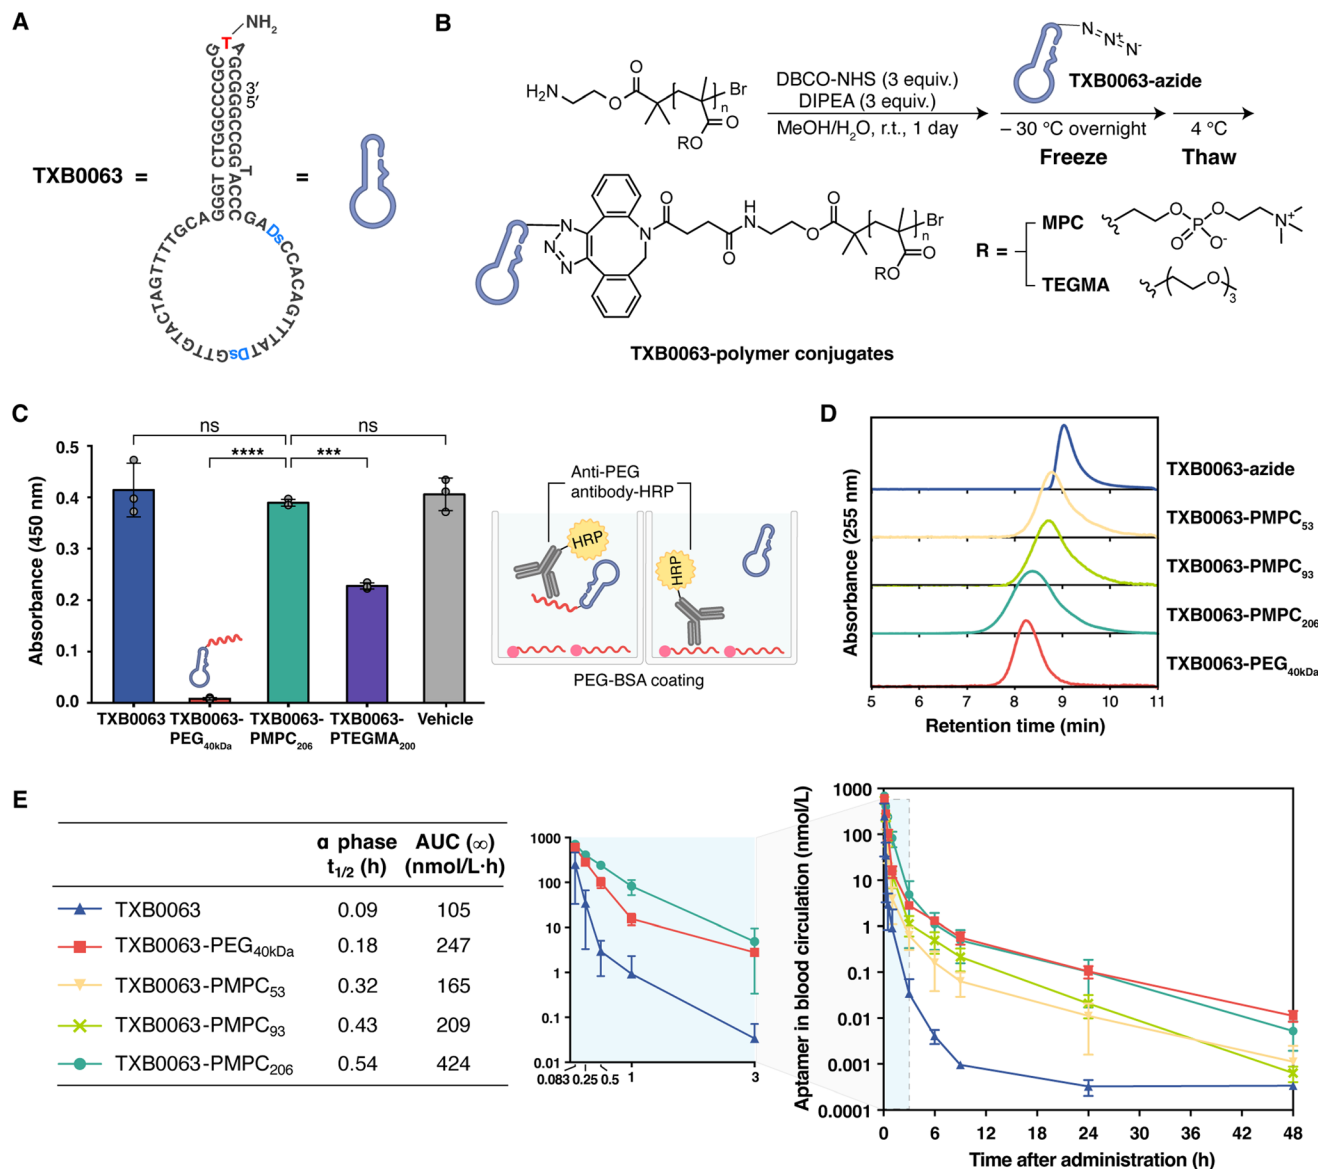 A
NH₂
G T A
GCGGGCCGG T ACCC
3′
5′
TXB0063 =
=
GA Ds CCACAGTTTAT Ds GTTGTACTAGTTTTGCA
B
H₂N
O
O
n
Br
RO
O
DBCO-NHS (3 equiv.)
DIPEA (3 equiv.)
MeOH/H₂O, r.t., 1 day
N=N⁺=N⁻
TXB0063-azide
– 30 °C overnight
Freeze
4 °C
Thaw
N
N
N
N
O
O
H
N
O
O
n
Br
RO
O
R =
MPC
O
P
O
O
O⁻
N⁺
TEGMA
O
3
TXB0063-polymer conjugates
C
Absorbance (450 nm)
0.5
0.4
0.3
0.2
0.1
0.0
ns
ns
****
***
TXB0063
TXB0063-PEG₄₀ₖDₐ
TXB0063-PMPC₂₀₆
TXB0063-PTEGMA₂₀₀
Vehicle
Anti-PEG
antibody-HRP
HRP
HRP
PEG-BSA coating
D
Absorbance (255 nm)
TXB0063-azide
TXB0063-PMPC₅₃
TXB0063-PMPC₉₃
TXB0063-PMPC₂₀₆
TXB0063-PEG₄₀ₖDₐ
5 6 7 8 9 10 11
Retention time (min)
E
α phase t₁/₂ (h) AUC (∞) (nmol/L·h)
TXB0063 0.09 105
TXB0063-PEG₄₀ₖDₐ 0.18 247
TXB0063-PMPC₅₃ 0.32 165
TXB0063-PMPC₉₃ 0.43 209
TXB0063-PMPC₂₀₆ 0.54 424
1000
100
10
1
0.1
0.01
0.083 0.25 0.5 1 3
Aptamer in blood circulation (nmol/L)
1000
100
10
1
0.1
0.01
0.001
0.0001
0 6 12 18 24 30 36 42 48
Time after administration (h)